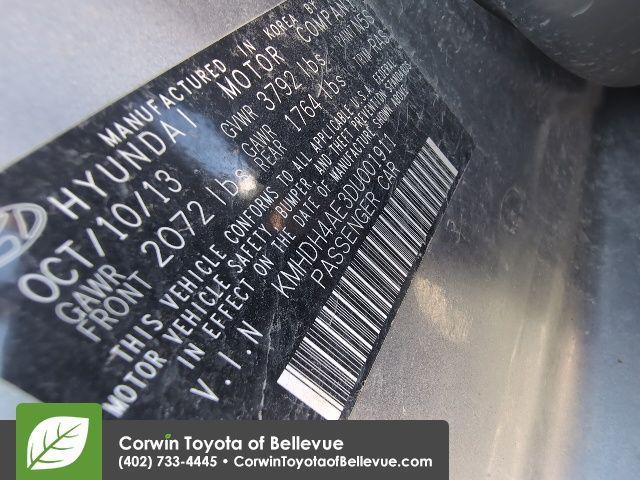 MANUFACTURED IN KOREA BY
HYUNDAI MOTOR COMPANY
OCT/10/13 GVWR 3792 lbs
GAWR FRONT 2072 lbs GAWR REAR 1764 lbs
THIS VEHICLE CONFORMS TO ALL APPLICABLE U.S.A. FEDERAL
MOTOR VEHICLE SAFETY BUMPER AND THEFT PREVENTION STANDARDS
IN EFFECT ON THE DATE OF MANUFACTURE SHOWN ABOVE
V.I.N KMHDH4AE3DU001911
PASSENGER CAR
Corwin Toyota of Bellevue
(402) 733-4445 • CorwinToyotaofBellevue.com